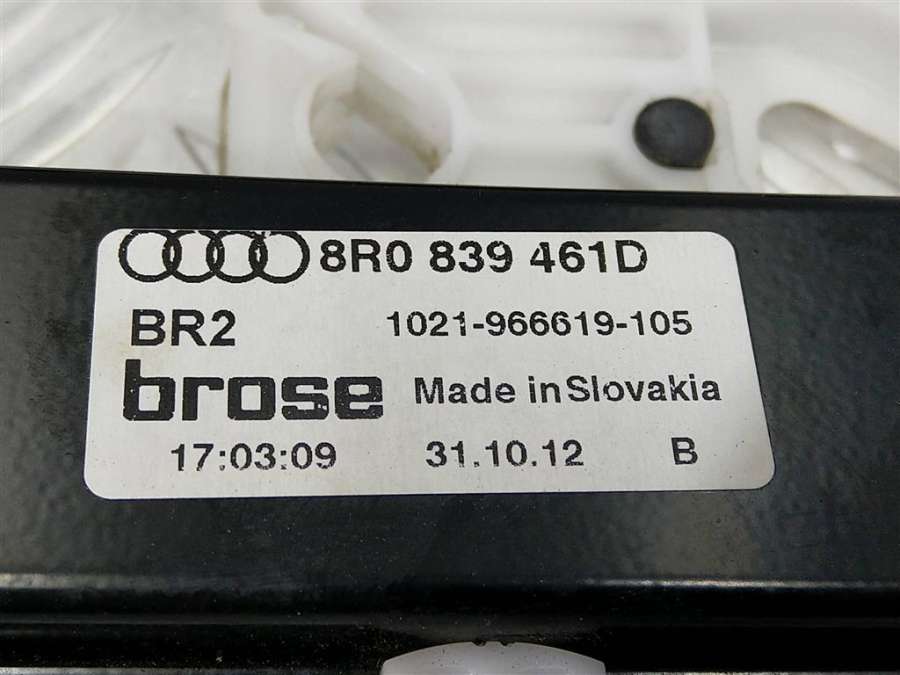 8R0 839 461D
BR2 1021-966619-105
brose Made in Slovakia
17:03:09 31.10.12 B